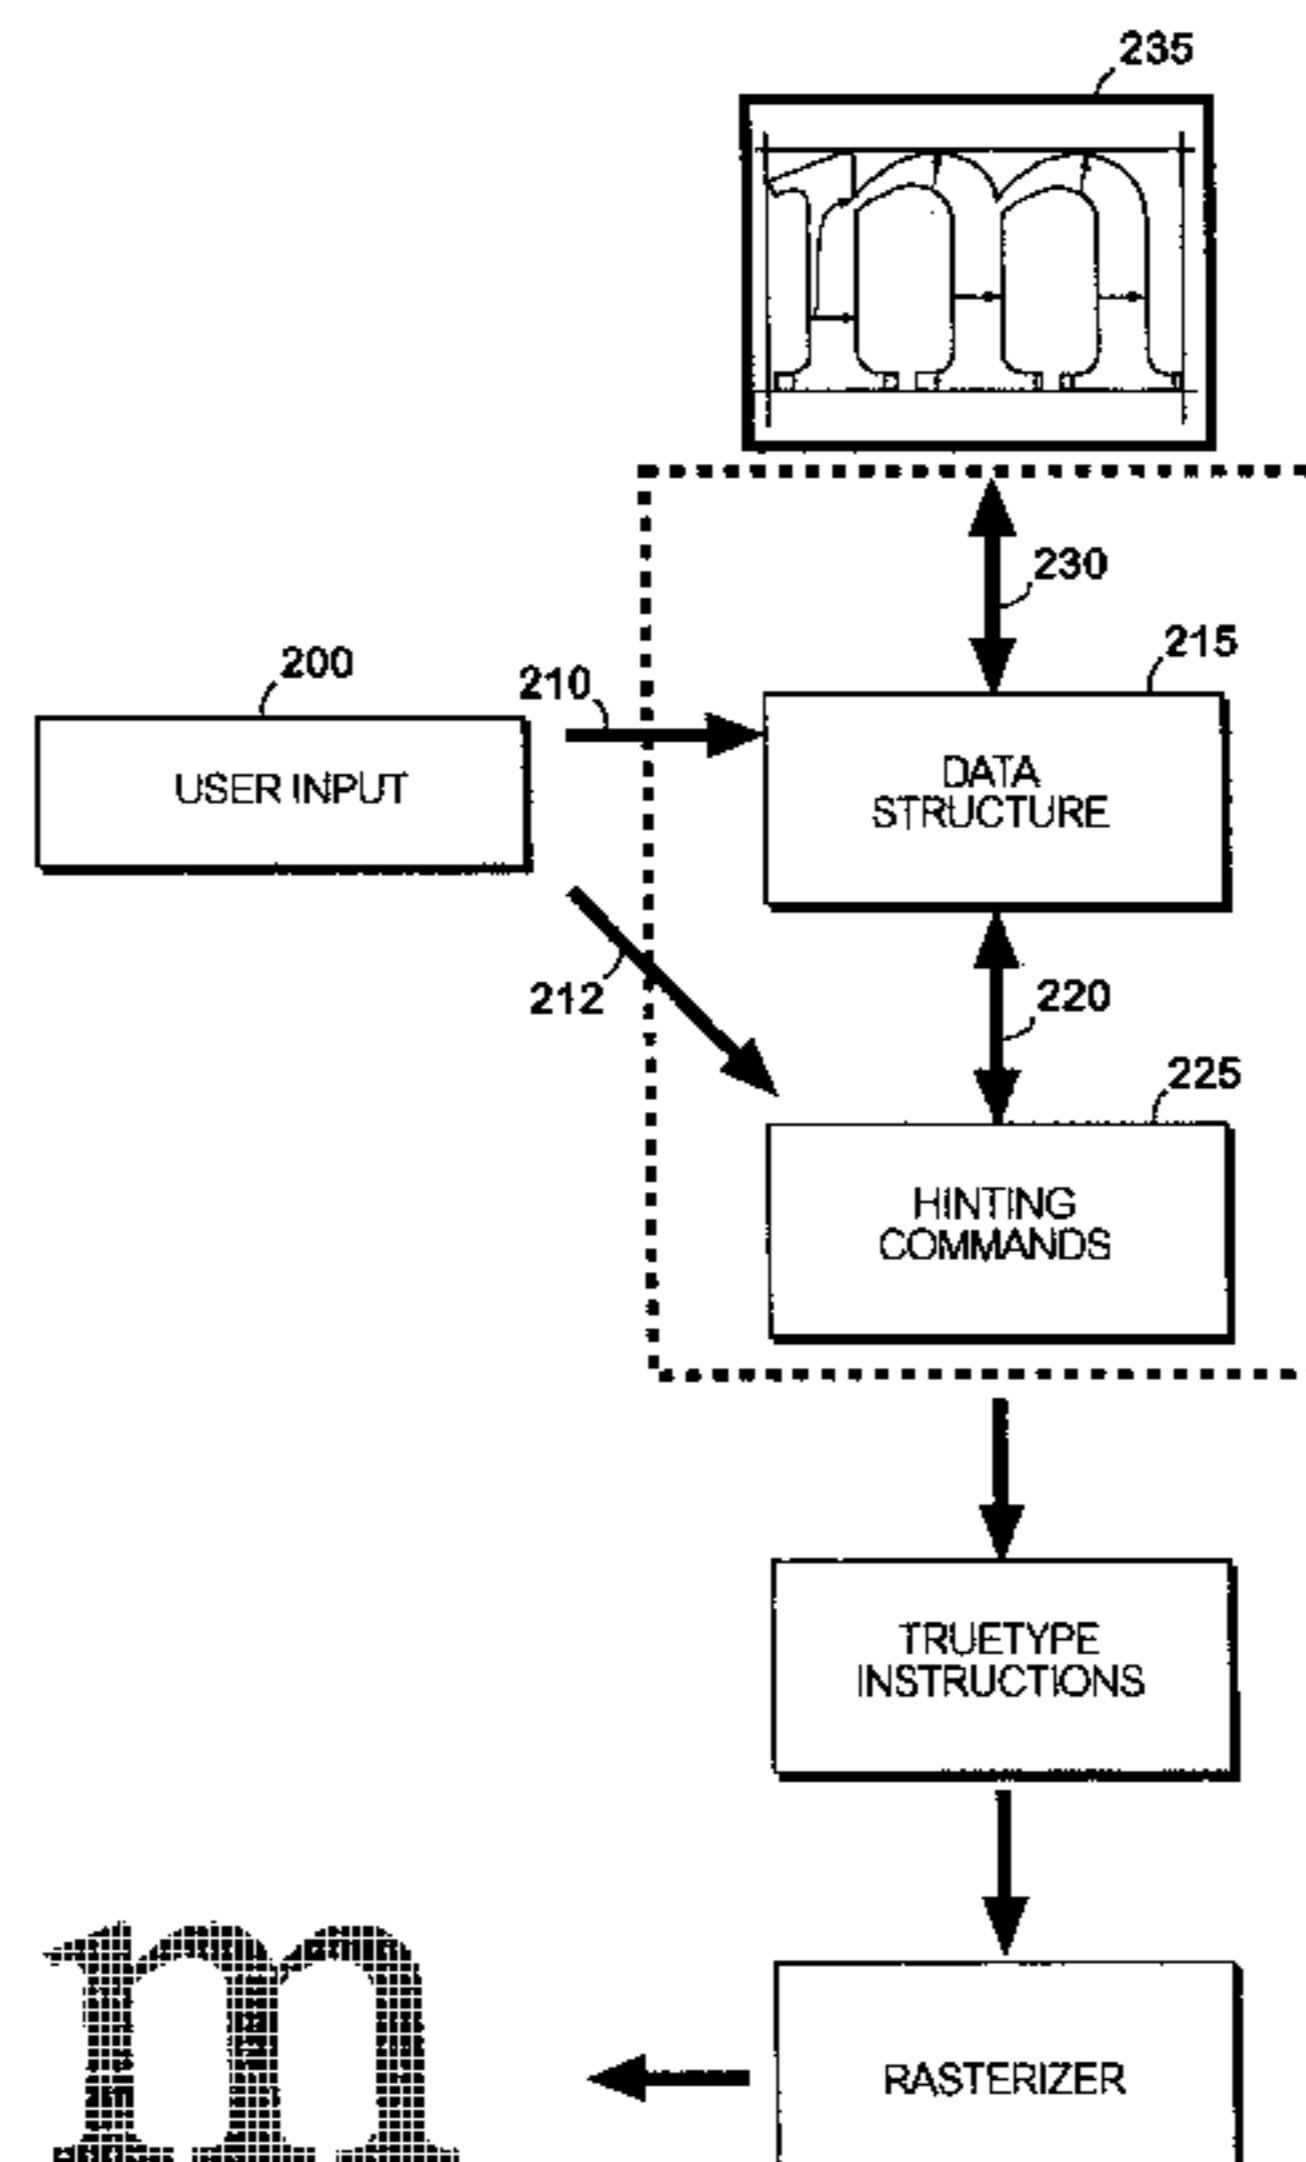 235
m
230
215
200
210
USER INPUT
DATA
STRUCTURE
212
220
225
HINTING
COMMANDS
TRUETYPE
INSTRUCTIONS
m
RASTERIZER